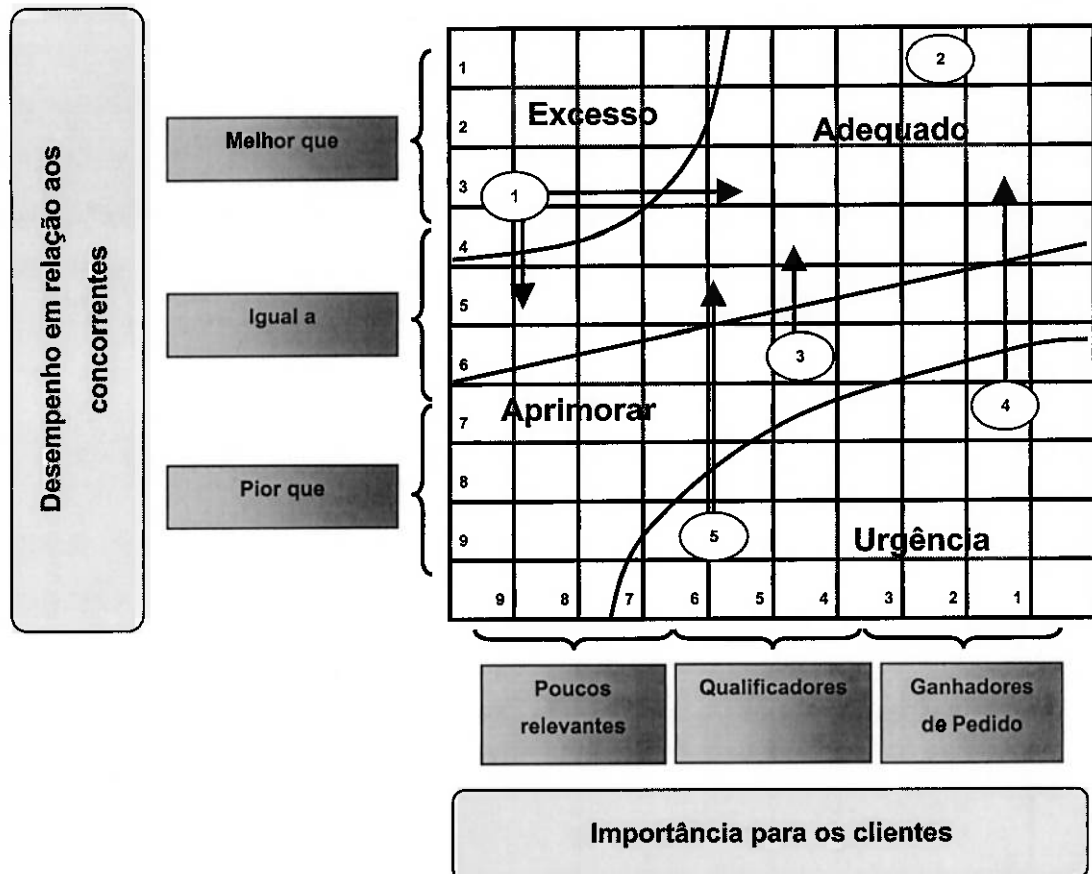 Desempenho em relação aos
concorrentes
Melhor que
Igual a
Pior que
1
2
3
4
5
6
7
8
9
Excesso
Adequado
Aprimorar
Urgência
1
2
3
4
5
9 8 7 6 5 4 3 2 1
Poucos
relevantes
Qualificadores
Ganhadores
de Pedido
Importância para os clientes